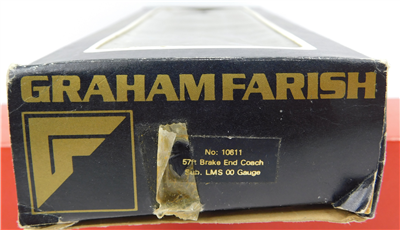 GRAHAM FARISH
No: 10611
57ft Brake End Coach
Sub. LMS 00 Gauge